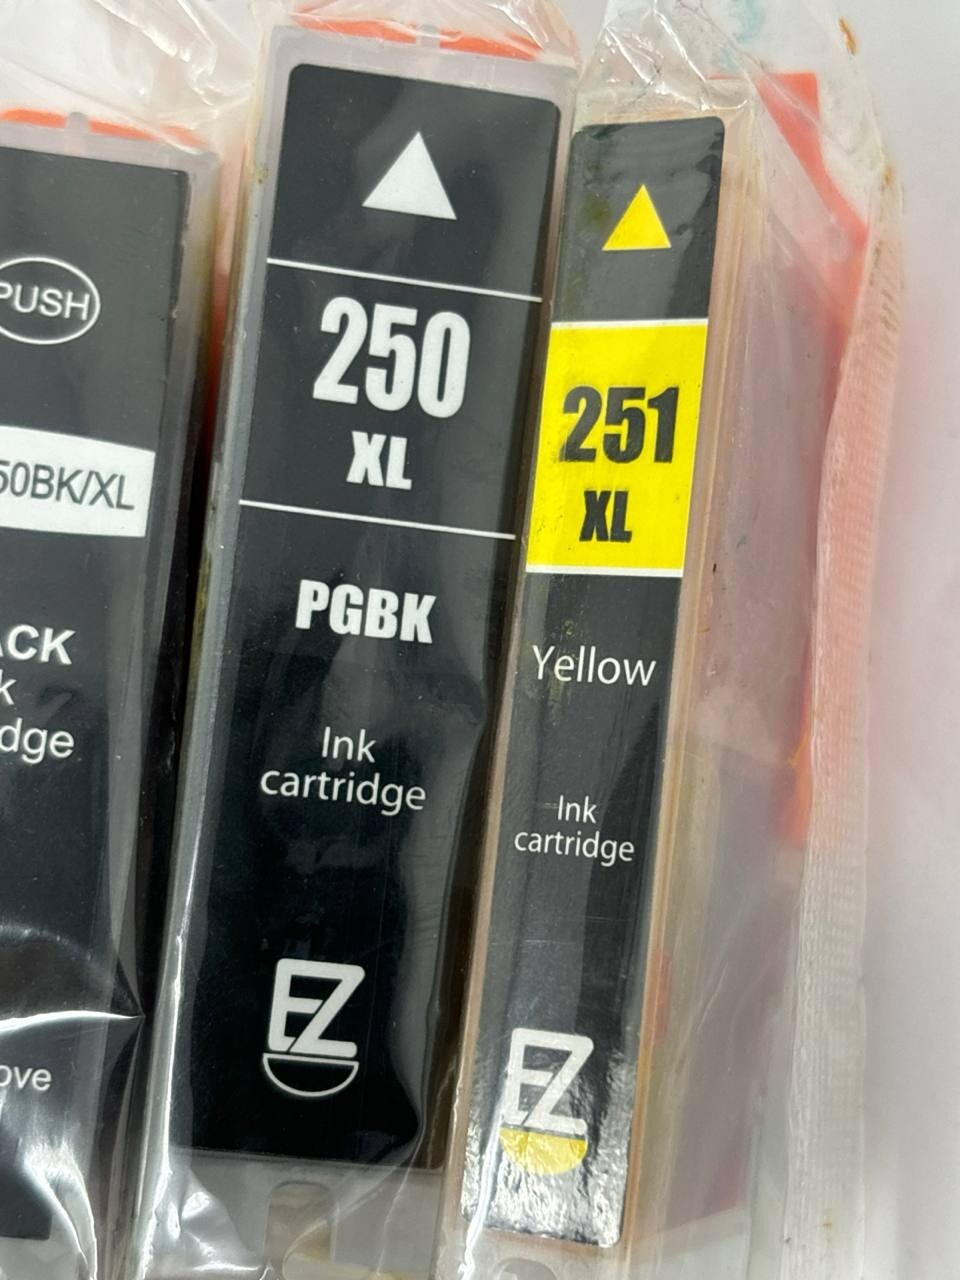 PUSH
50BK/XL
ACK
k
dge
ove
250
XL
PGBK
Ink
cartridge
EZ
251
XL
Yellow
Ink
cartridge
EZ